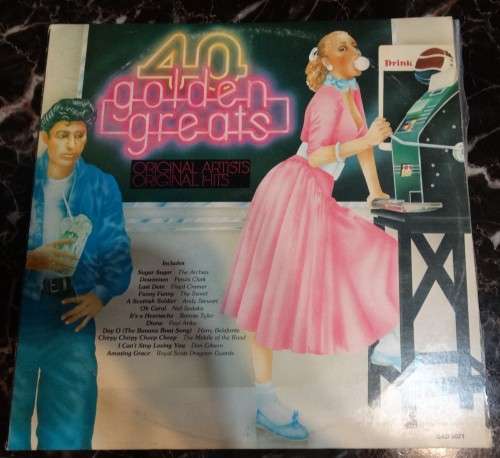 40
golden
greats
ORIGINAL ARTISTS
ORIGINAL HITS
Drink
Includes
Sugar Sugar The Archies
Downtown Petula Clark
Last Date Floyd Cramer
Funny Funny The Sweet
A Scottish Soldier Andy Stewart
Oh Carol Neil Sedaka
It's a Heartache Bonnie Tyler
Diana Paul Anka
Day O (The Banana Boat Song) Harry Belafonte
Chirpy Chirpy Cheep Cheep The Middle of the Road
I Can't Stop Loving You Don Gibson
Amazing Grace Royal Scots Dragoon Guards